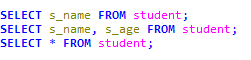 SELECT s_name FROM student;
SELECT s_name, s_age FROM student;
SELECT * FROM student;